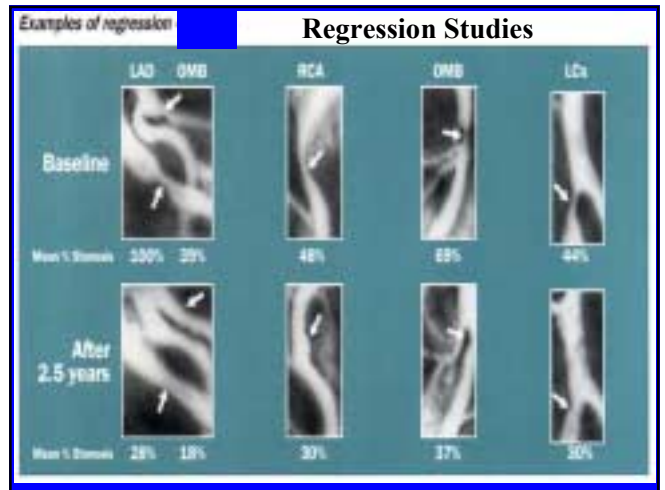 Examples of regression
Regression Studies
LAD OMB RCA OMB LCx
Baseline
Mean % Stenosis 100% 39% 48% 69% 44%
After
2.5 years
Mean % Stenosis 28% 18% 30% 37% 30%